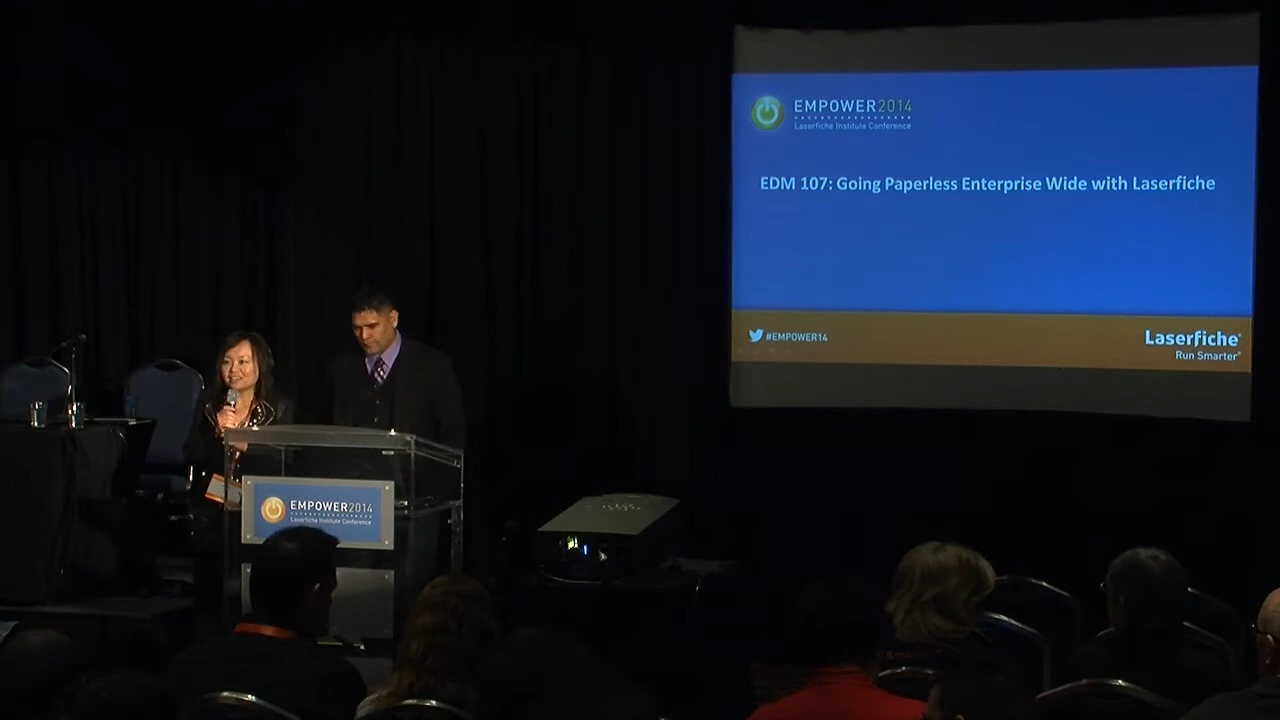 EMPOWER2014
Laserfiche Institute Conference
EDM 107: Going Paperless Enterprise Wide with Laserfiche
#EMPOWER14
Laserfiche®
Run Smarter®
EMPOWER2014
Laserfiche Institute Conference